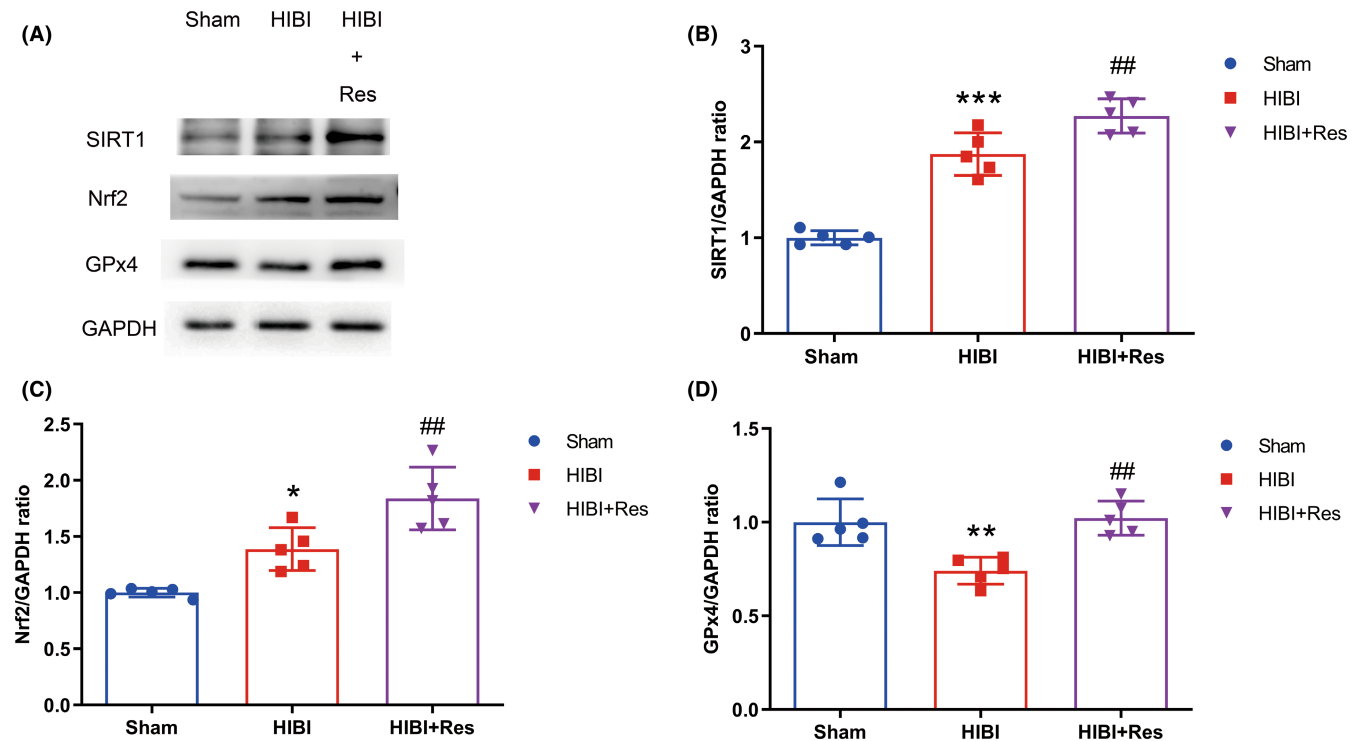 (A)
Sham HIBI HIBI
+
Res
SIRT1
Nrf2
GPx4
GAPDH
(B)
SIRT1/GAPDH ratio
3
2
1
0
***
##
Sham HIBI HIBI+Res
Sham
HIBI
HIBI+Res
(C)
Nrf2/GAPDH ratio
2.5
2.0
1.5
1.0
0.5
0.0
*
##
Sham HIBI HIBI+Res
Sham
HIBI
HIBI+Res
(D)
GPx4/GAPDH ratio
1.5
1.0
0.5
0.0
**
##
Sham HIBI HIBI+Res
Sham
HIBI
HIBI+Res